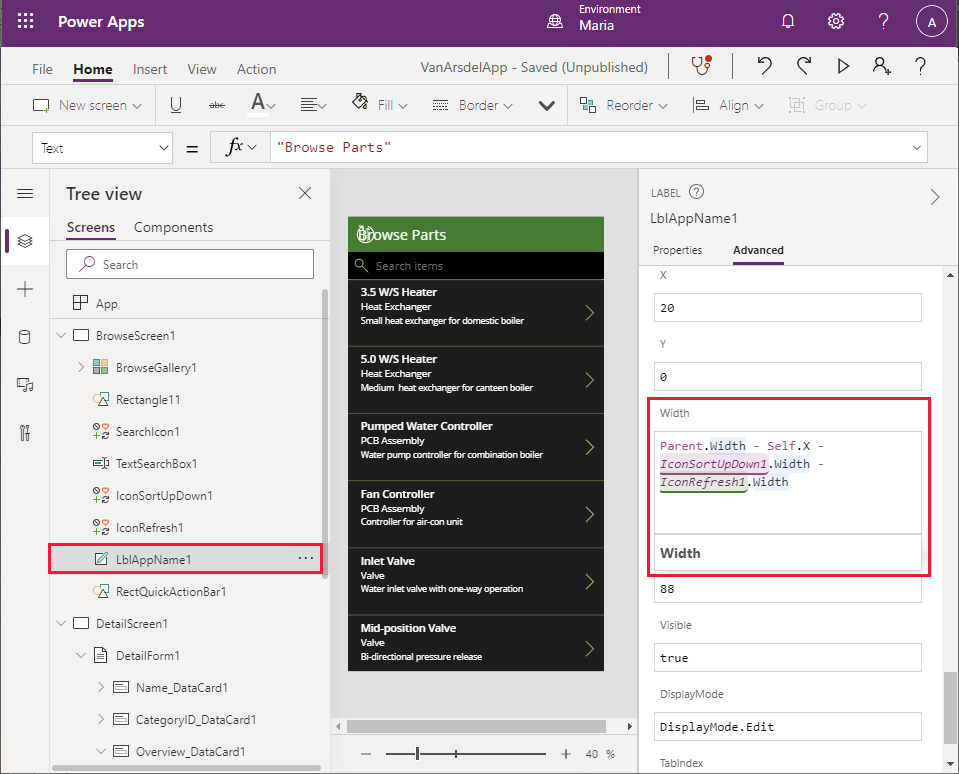 Power Apps
Environment
Maria
A
File Home Insert View Action
VanArsdelApp - Saved (Unpublished)
New screen
abc
A
Fill
Border
Reorder
Align
Group
Text
=
fx
"Browse Parts"
Tree view
Screens Components
Search
App
BrowseScreen1
BrowseGallery1
Rectangle11
SearchIcon1
TextSearchBox1
IconSortUpDown1
IconRefresh1
LblAppName1
RectQuickActionBar1
DetailScreen1
DetailForm1
Name_DataCard1
CategoryID_DataCard1
Overview_DataCard1
Browse Parts
Search items
3.5 W/S Heater
Heat Exchanger
Small heat exchanger for domestic boiler
5.0 W/S Heater
Heat Exchanger
Medium heat exchanger for canteen boiler
Pumped Water Controller
PCB Assembly
Water pump controller for combination boiler
Fan Controller
PCB Assembly
Controller for air-con unit
Inlet Valve
Valve
Water inlet valve with one-way operation
Mid-position Valve
Valve
Bi-directional pressure release
40 %
LABEL
LblAppName1
Properties Advanced
X
20
Y
0
Width
Parent.Width - Self.X -
IconSortUpDown1.Width -
IconRefresh1.Width
Width
88
Visible
true
DisplayMode
DisplayMode.Edit
TabIndex